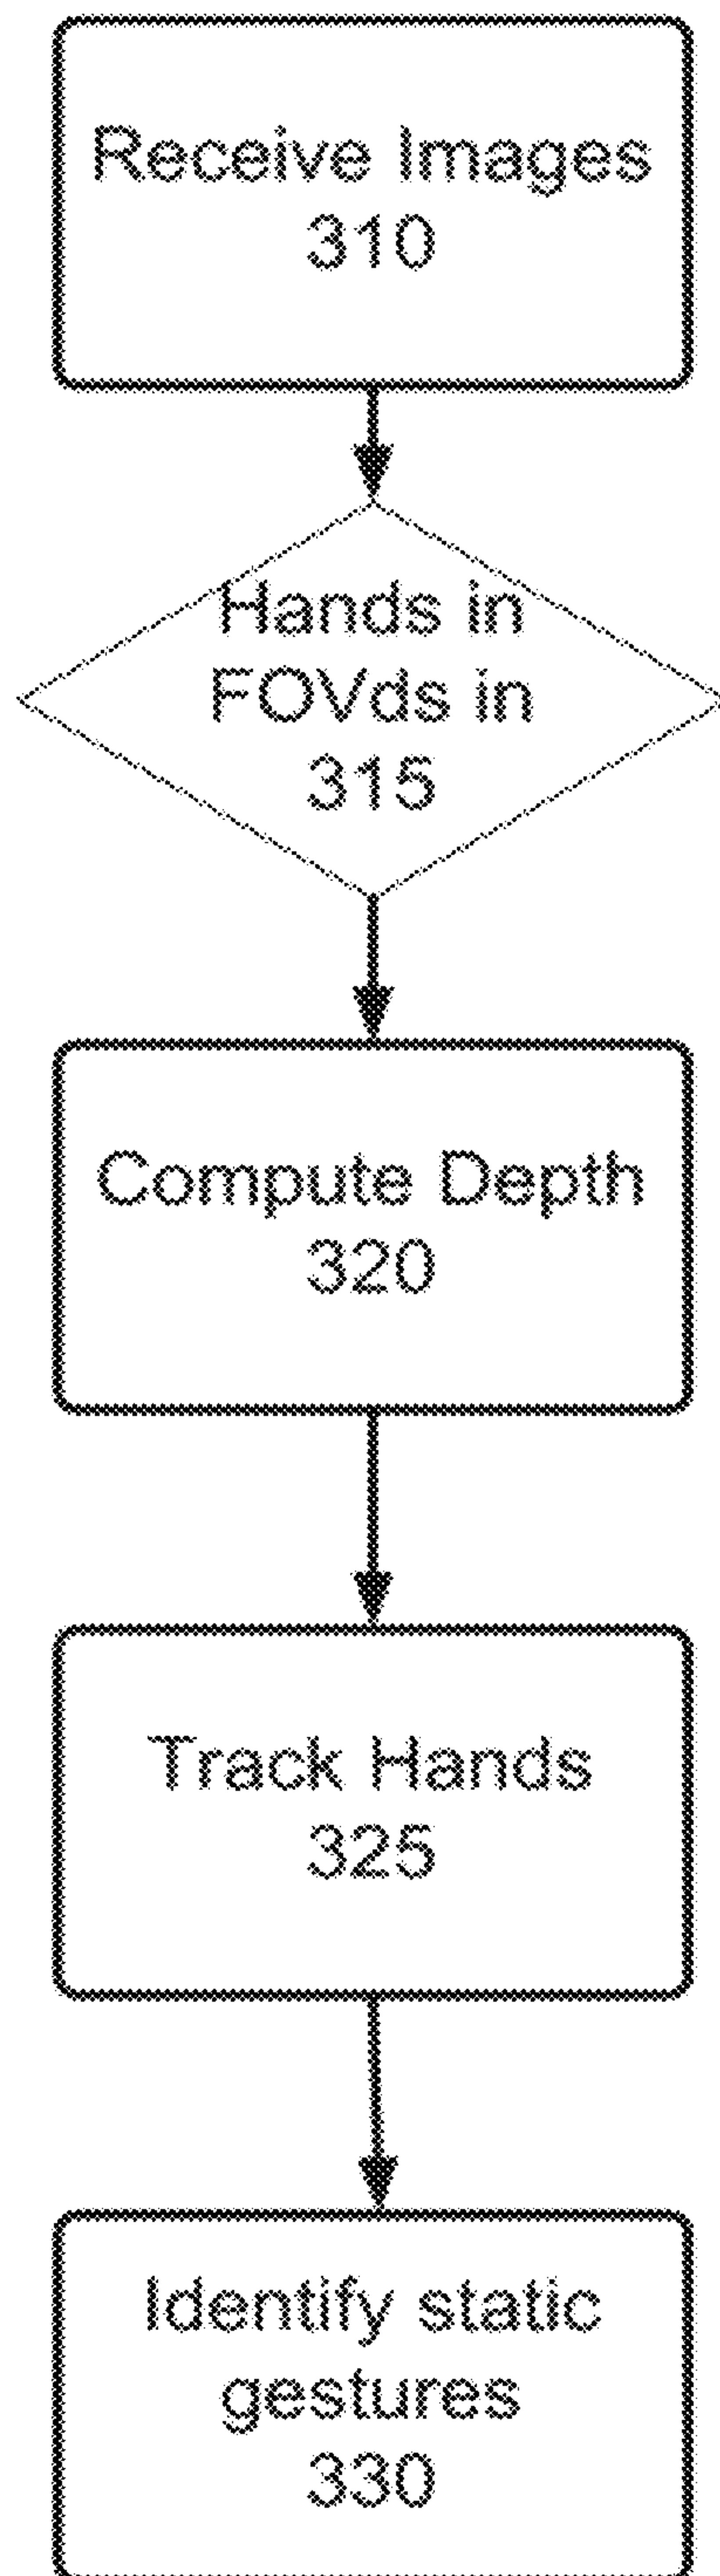 Receive Images
310
Hands in
FOVds in
315
Compute Depth
320
Track Hands
325
Identify static
gestures
330